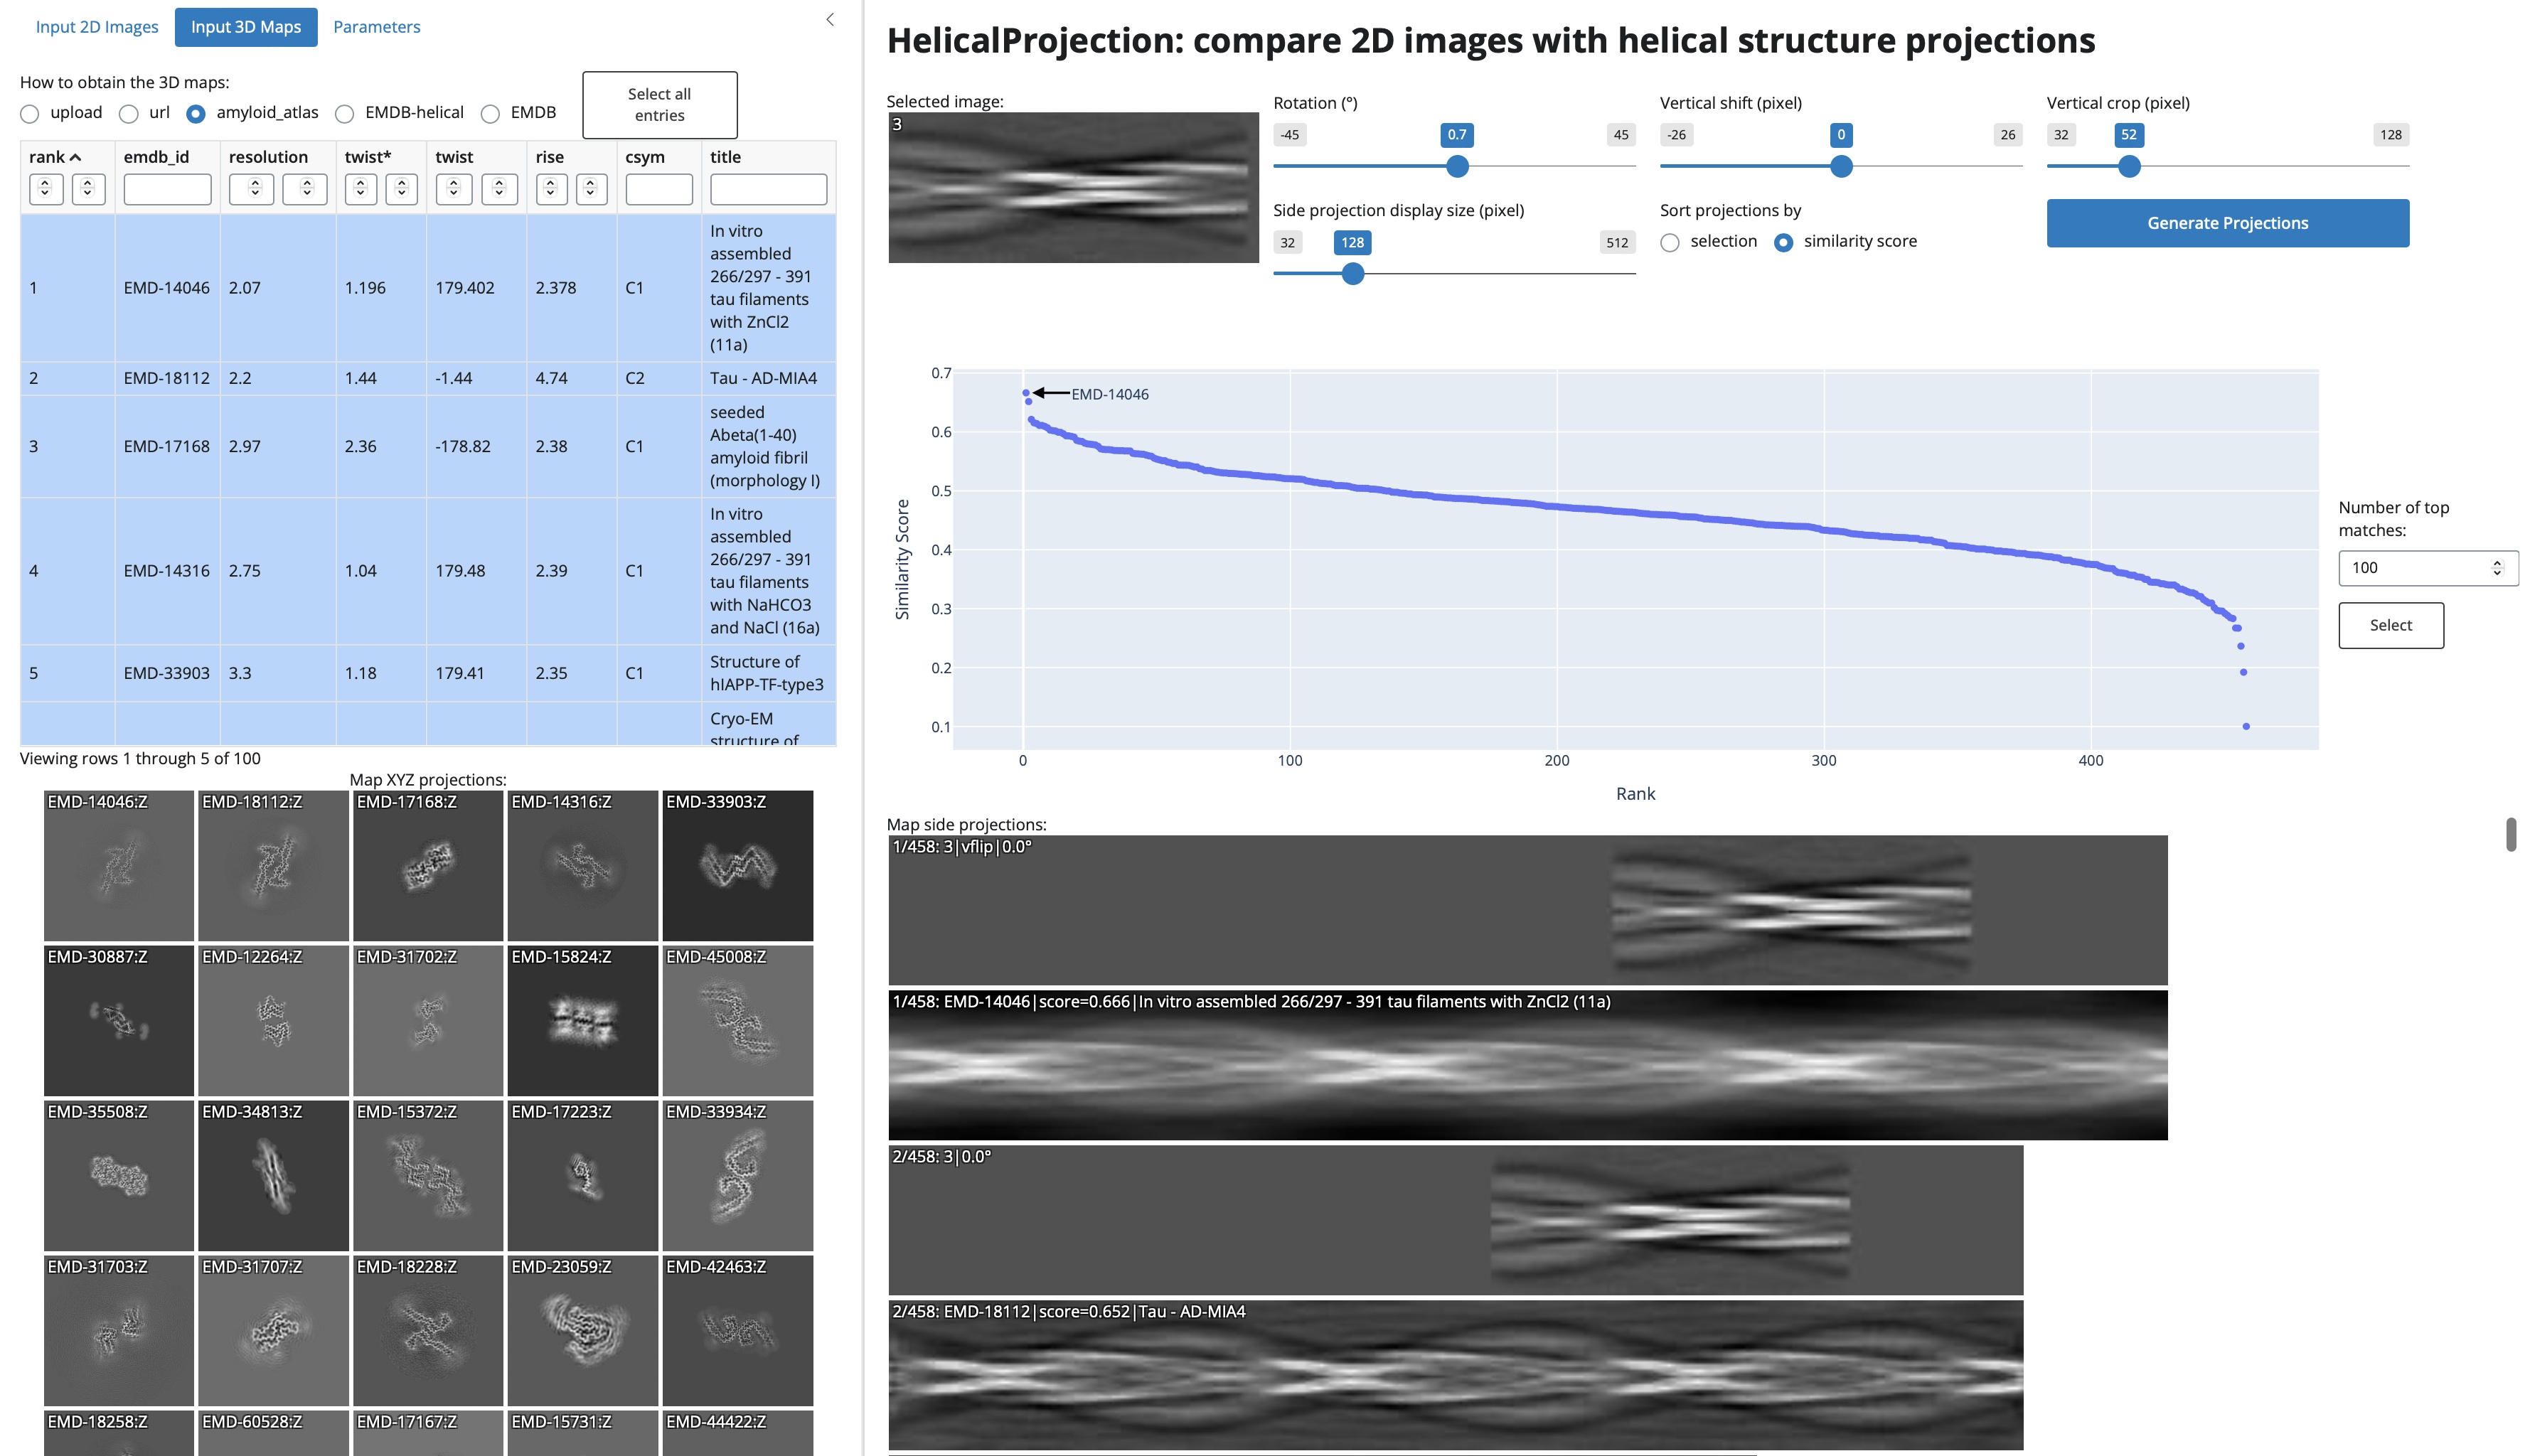 Input 2D Images Input 3D Maps Parameters
How to obtain the 3D maps:
upload url amyloid_atlas EMDB-helical EMDB
Select all
entries
rank emdb_id resolution twist* twist rise csym title
1 EMD-14046 2.07 1.196 179.402 2.378 C1 In vitro
assembled
266/297 - 391
tau filaments
with ZnCl2
(11a)
2 EMD-18112 2.2 1.44 -1.44 4.74 C2 Tau - AD-MIA4
3 EMD-17168 2.97 2.36 -178.82 2.38 C1 seeded
Abeta(1-40)
amyloid fibril
(morphology I)
4 EMD-14316 2.75 1.04 179.48 2.39 C1 In vitro
assembled
266/297 - 391
tau filaments
with NaHCO3
and NaCl (16a)
5 EMD-33903 3.3 1.18 179.41 2.35 C1 Structure of
hIAPP-TF-type3
Cryo-EM
structure of
Viewing rows 1 through 5 of 100
Map XYZ projections:
EMD-14046:Z EMD-18112:Z EMD-17168:Z EMD-14316:Z EMD-33903:Z
EMD-30887:Z EMD-12264:Z EMD-31702:Z EMD-15824:Z EMD-45008:Z
EMD-35508:Z EMD-34813:Z EMD-15372:Z EMD-17223:Z EMD-33934:Z
EMD-31703:Z EMD-31707:Z EMD-18228:Z EMD-23059:Z EMD-42463:Z
EMD-18258:Z EMD-60528:Z EMD-17167:Z EMD-15731:Z EMD-44422:Z
HelicalProjection: compare 2D images with helical structure projections
Selected image:
3
Rotation (°)
-45 0.7 45
Vertical shift (pixel)
-26 0 26
Vertical crop (pixel)
32 52 128
Side projection display size (pixel)
32 128 512
Sort projections by
selection similarity score
Generate Projections
0.7
0.6
0.5
0.4
0.3
0.2
0.1
Similarity Score
EMD-14046
0 100 200 300 400
Rank
Number of top
matches:
100
Select
Map side projections:
1/458: 3|vflip|0.0°
1/458: EMD-14046|score=0.666|In vitro assembled 266/297 - 391 tau filaments with ZnCl2 (11a)
2/458: 3|0.0°
2/458: EMD-18112|score=0.652|Tau - AD-MIA4